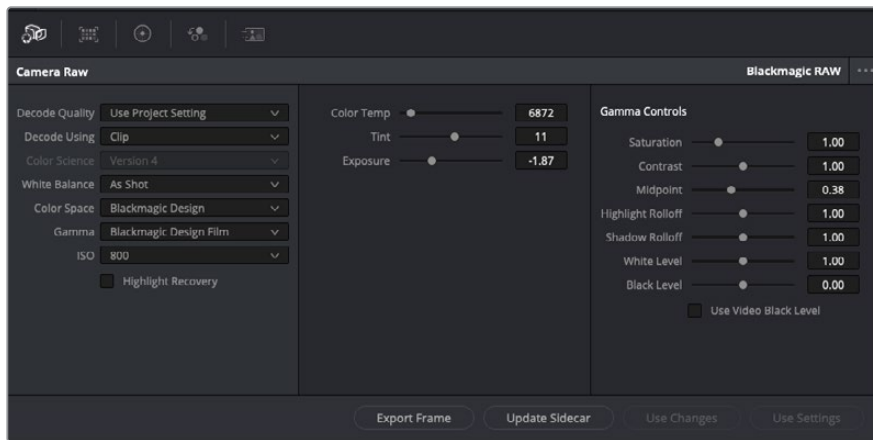 Camera Raw
Blackmagic RAW
Decode Quality Use Project Setting
Decode Using Clip
Color Science Version 4
White Balance As Shot
Color Space Blackmagic Design
Gamma Blackmagic Design Film
ISO 800
Highlight Recovery
Color Temp 6872
Tint 11
Exposure -1.87
Gamma Controls
Saturation 1.00
Contrast 1.00
Midpoint 0.38
Highlight Rolloff 1.00
Shadow Rolloff 1.00
White Level 1.00
Black Level 0.00
Use Video Black Level
Export Frame Update Sidecar Use Changes Use Settings